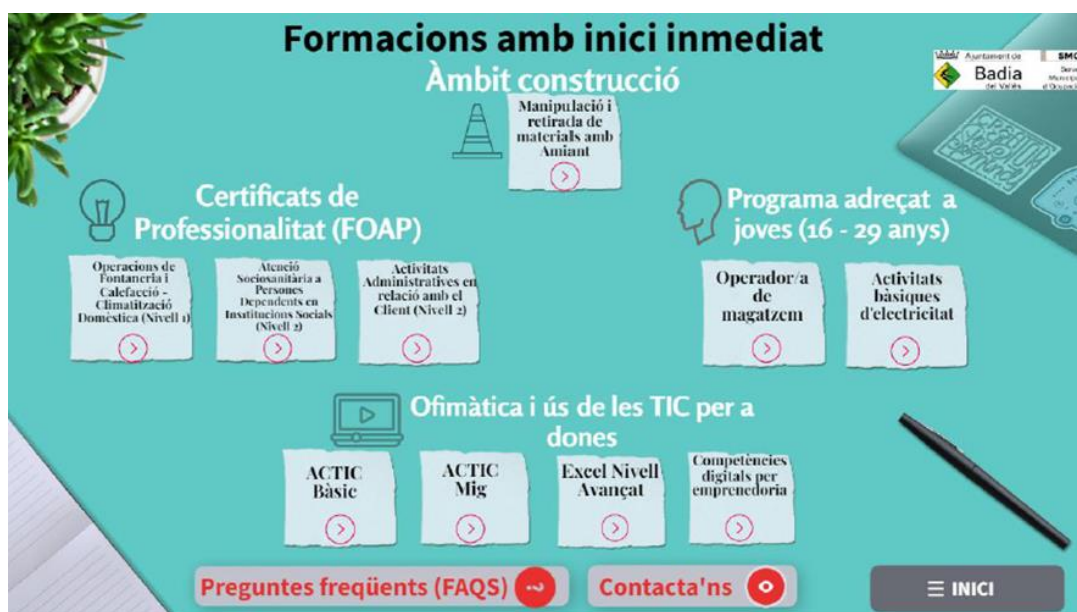 Formacions amb inici inmediat
Àmbit construcció
Manipulació i
retirada de
materials amb
Amiant
Ajuntament de
Badia
del Vallès
Certificats de
Professionalitat (FOAP)
Operacions de
Fontaneria i
Calefacció -
Climatització
Domèstica (Nivell 1)
Atenció
Sociosanitària a
Persones
Dependents en
Institucions Socials
(Nivell 2)
Activitats
Administratives en
relació amb el
Client (Nivell 2)
Programa adreçat a
joves (16 - 29 anys)
Operador/a
de
magatzem
Activitats
bàsiques
d'electricitat
Ofimàtica i ús de les TIC per a
dones
ACTIC
Bàsic
ACTIC
Mig
Excel Nivell
Avançat
Competències
digitals per
emprenedoria
Preguntes freqüents (FAQS)
Contacta'ns
INICI